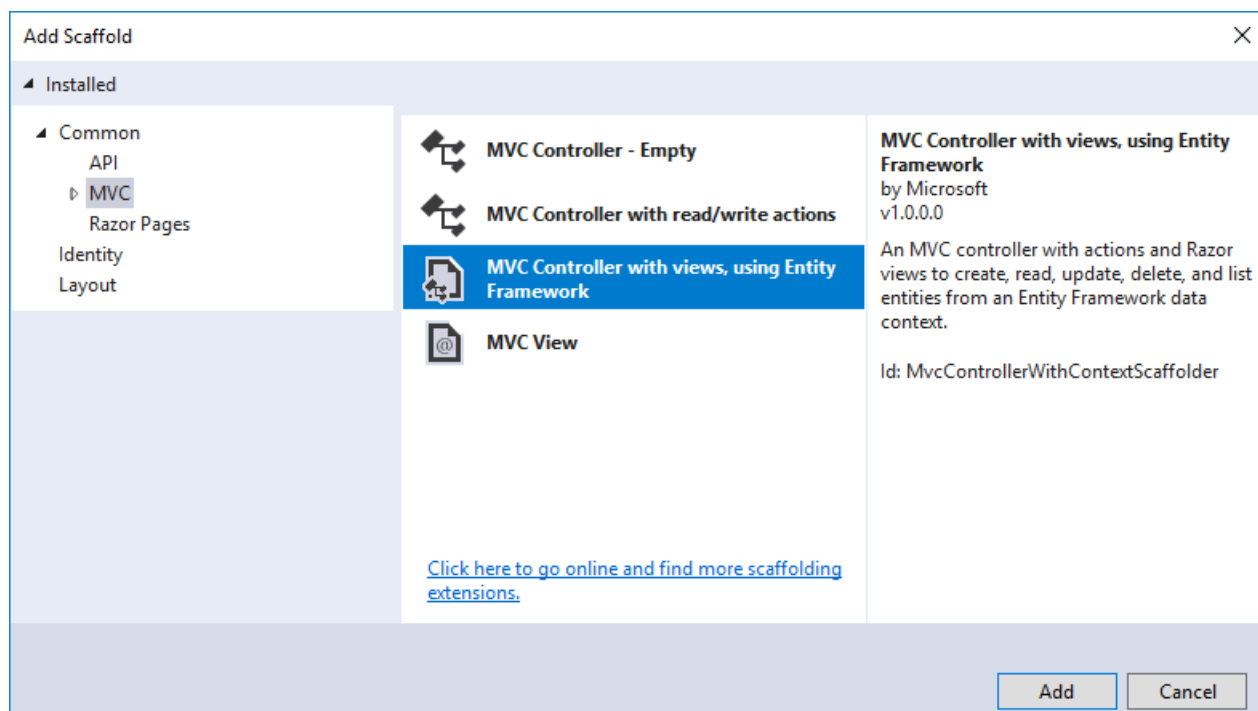 Add Scaffold
Installed
Common
API
MVC
Razor Pages
Identity
Layout
MVC Controller - Empty
MVC Controller with read/write actions
MVC Controller with views, using Entity
Framework
MVC View
Click here to go online and find more scaffolding
extensions.
MVC Controller with views, using Entity
Framework
by Microsoft
v1.0.0.0
An MVC controller with actions and Razor
views to create, read, update, delete, and list
entities from an Entity Framework data
context.
Id: MvcControllerWithContextScaffolder
Add
Cancel